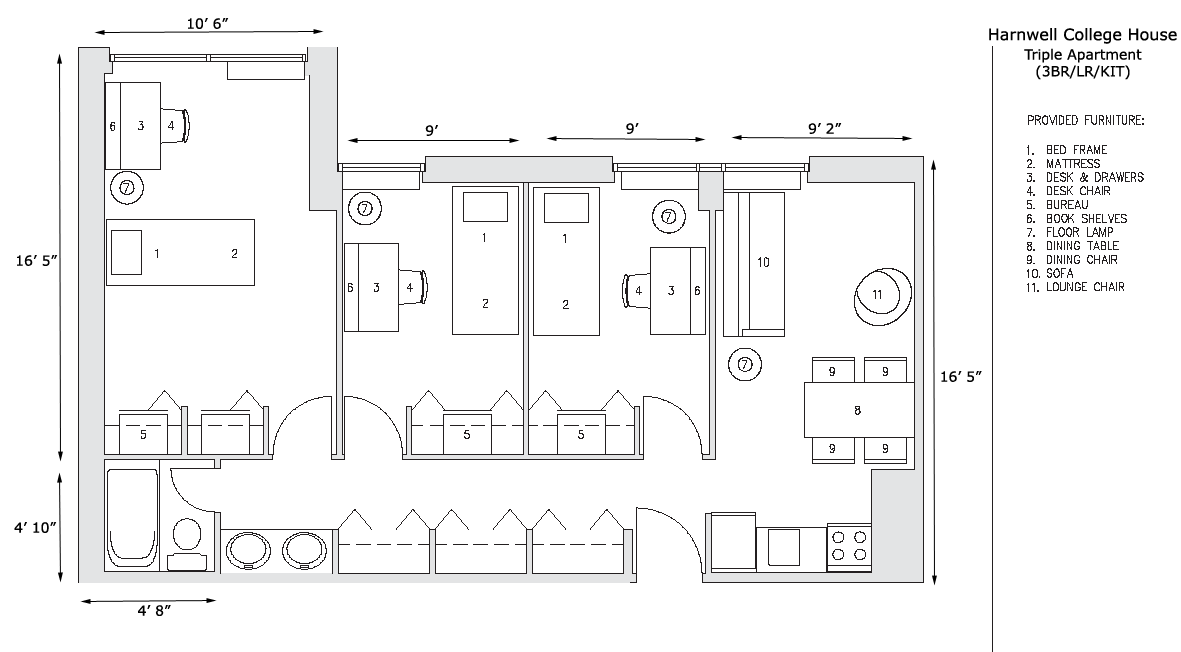 Harnwell College House
Triple Apartment
(3BR/LR/KIT)
PROVIDED FURNITURE:
1. BED FRAME
2. MATTRESS
3. DESK & DRAWERS
4. DESK CHAIR
5. BUREAU
6. BOOK SHELVES
7. FLOOR LAMP
8. DINING TABLE
9. DINING CHAIR
10. SOFA
11. LOUNGE CHAIR
10’ 6”
9’
9’
9’ 2”
6 3 4
7
1 2
16’ 5”
7
1
6 3 4
2
1
7
4 3 6
2
10
11
7
16’ 5”
9 9
8
9 9
5
5
5
4’ 10”
4’ 8”